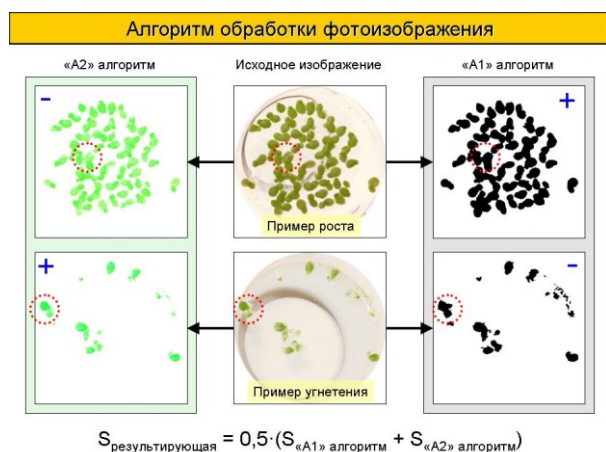 Алгоритм обработки фотоизображения
«А2» алгоритм
Исходное изображение
«А1» алгоритм
-
+
Пример роста
+
-
Пример угнетения
Sрезультирующая = 0,5·(S«А1» алгоритм + S«А2» алгоритм)